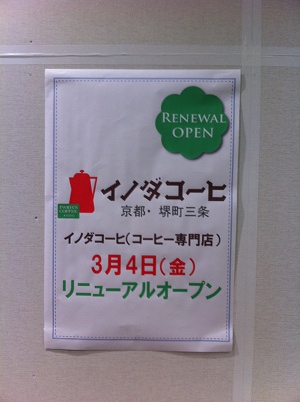 RENEWAL
OPEN
イノダコーヒ
京都・堺町三条
イノダコーヒ(コーヒー専門店)
3月4日(金)
リニューアルオープン